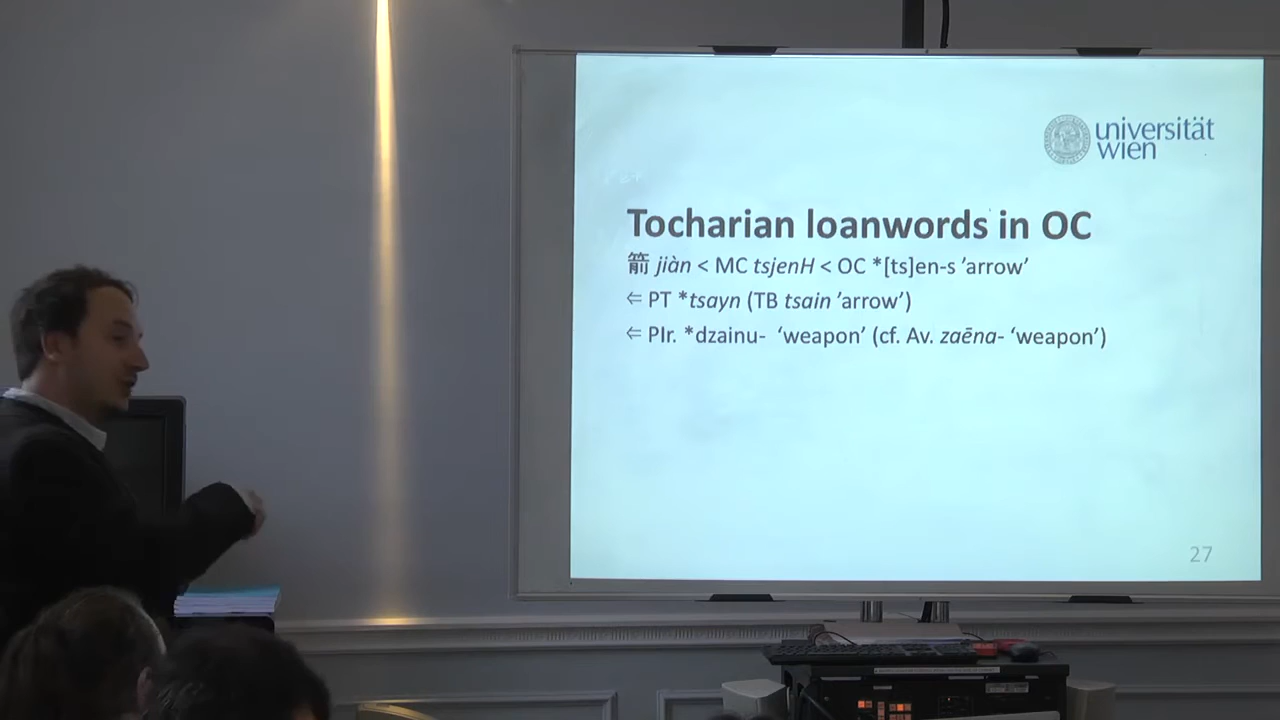 universität
wien
Tocharian loanwords in OC
箭 jiàn < MC tsjenH < OC *[ts]en-s ’arrow’
⇐ PT *tsayn (TB tsain ’arrow’)
⇐ PIr. *dzainu-  ‘weapon’ (cf. Av. zaēna- ‘weapon’)
27